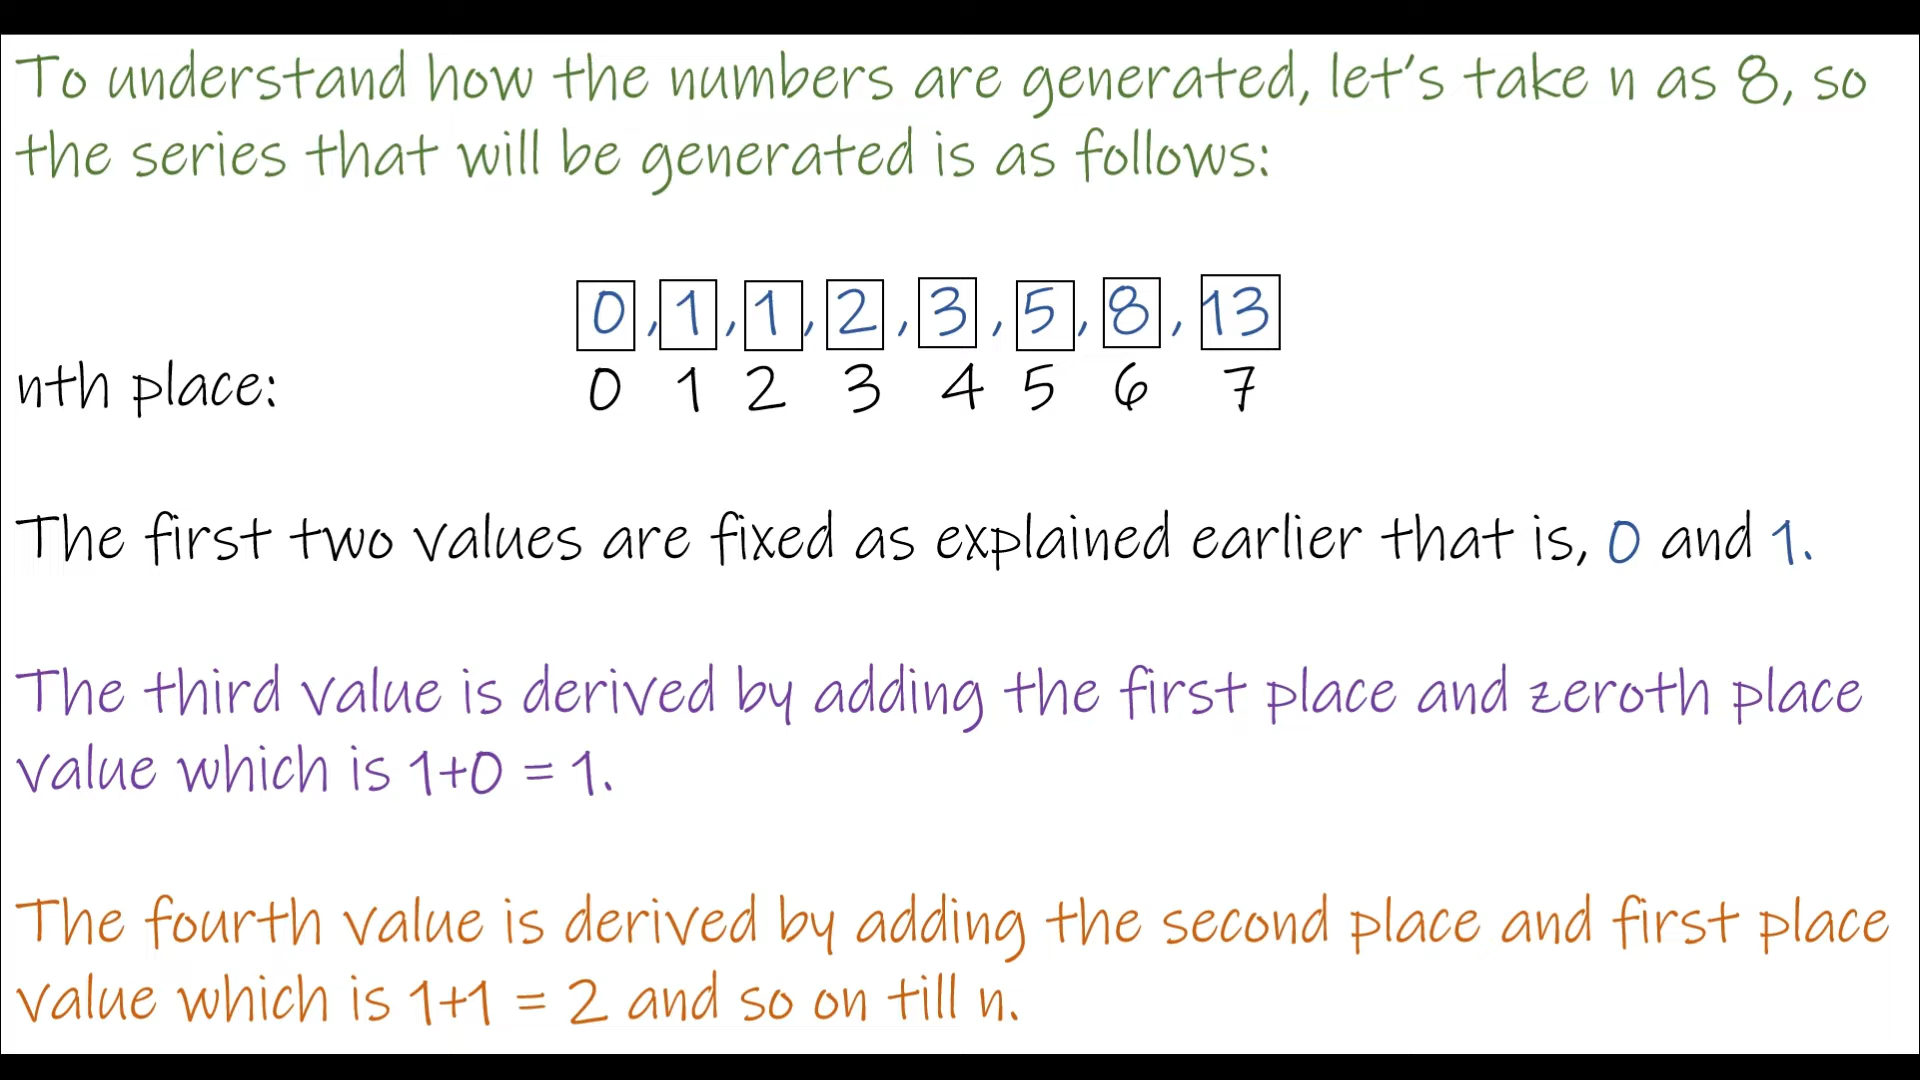 To understand how the numbers are generated, let's take n as 8, so
the series that will be generated is as follows:
0, 1, 1, 2, 3, 5, 8, 13
nth place: 0 1 2 3 4 5 6 7
The first two values are fixed as explained earlier that is, 0 and 1.
The third value is derived by adding the first place and zeroth place
value which is 1+0 = 1.
The fourth value is derived by adding the second place and first place
value which is 1+1 = 2 and so on till n.